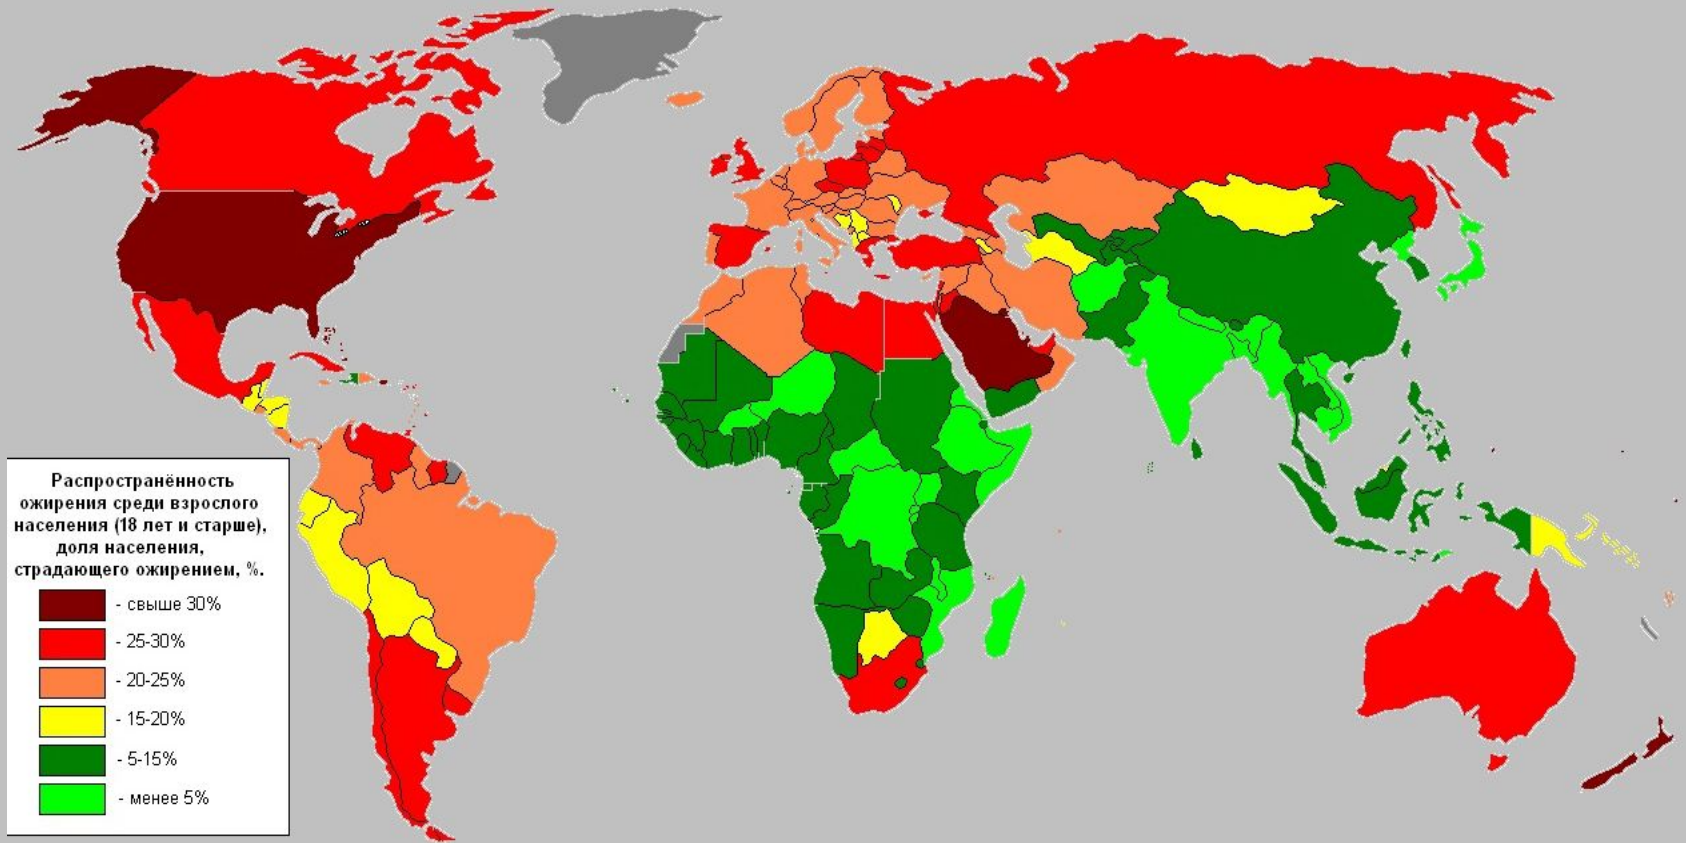 Распространённость
ожирения среди взрослого
населения (18 лет и старше),
доля населения,
страдающего ожирением, %.
- свыше 30%
- 25-30%
- 20-25%
- 15-20%
- 5-15%
- менее 5%